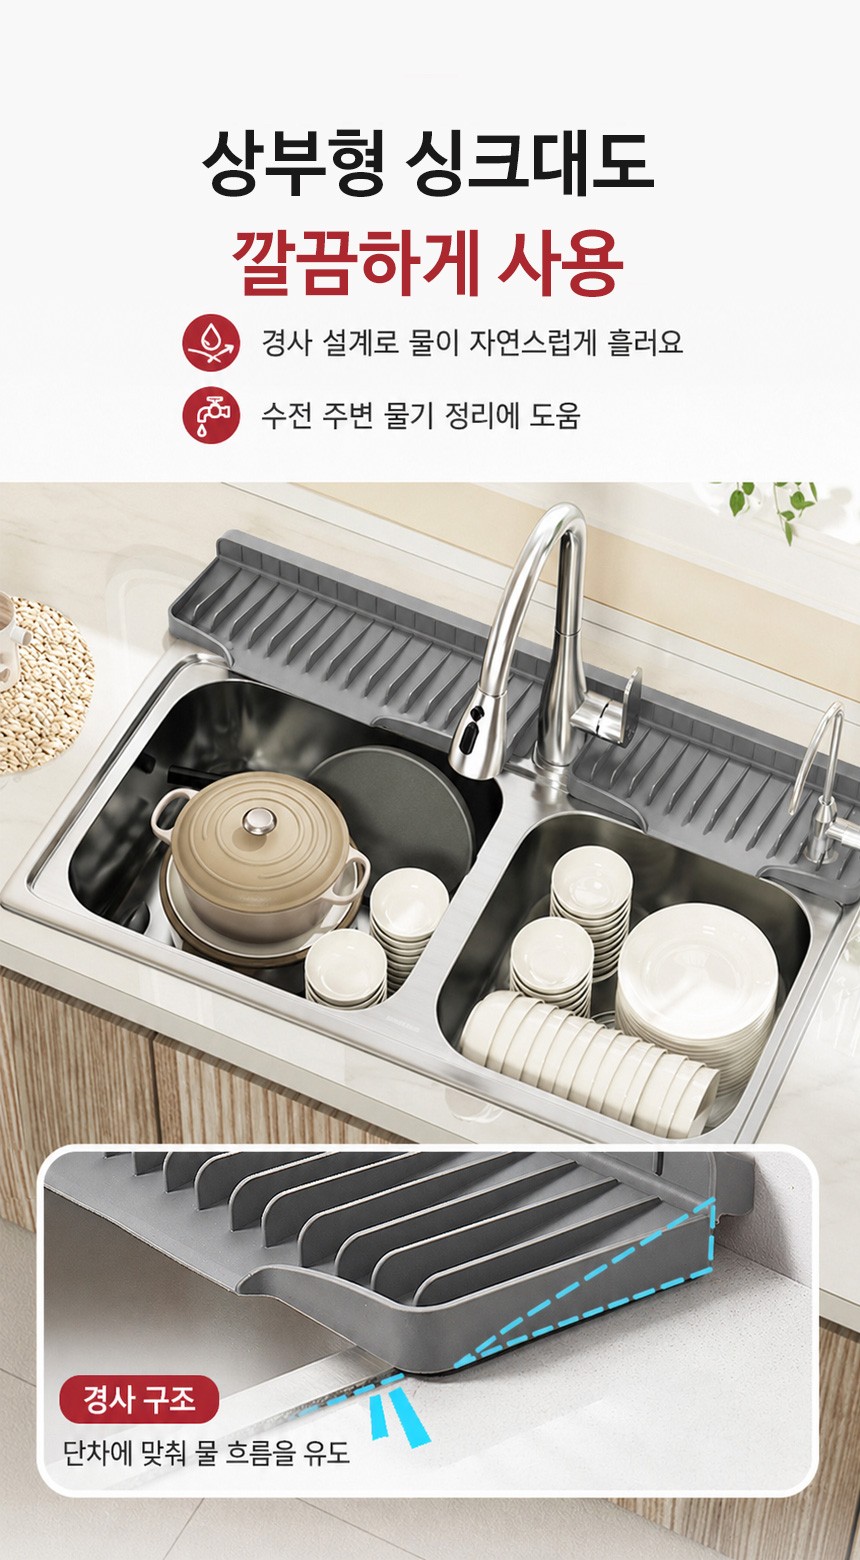 상부형 싱크대도
깔끔하게 사용
경사 설계로 물이 자연스럽게 흘러요
수전 주변 물기 정리에 도움
경사 구조
단차에 맞춰 물 흐름을 유도